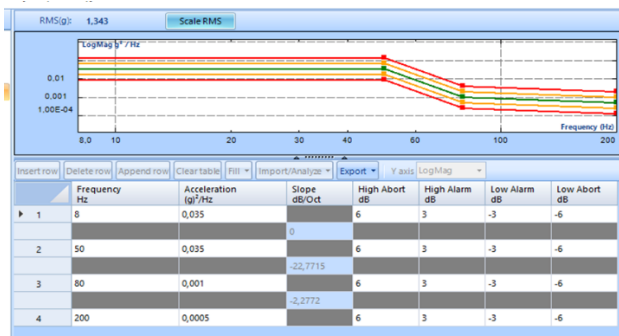 RMS(g): 1,343 Scale RMS
LogMag g² / Hz
0,01
0,001
1,00E-04
Frequency (Hz)
8,0 10 20 30 40 60 100 200
Insert row Delete row Append row Clear table Fill Import/Analyze Export Y axis LogMag
Frequency Acceleration Slope High Abort High Alarm Low Alarm Low Abort
Hz (g)²/Hz dB/Oct dB dB dB dB
1 8 0,035 6 3 -3 -6
0
2 50 0,035 6 3 -3 -6
-22,7715
3 80 0,001 6 3 -3 -6
-2,2772
4 200 0,0005 6 3 -3 -6